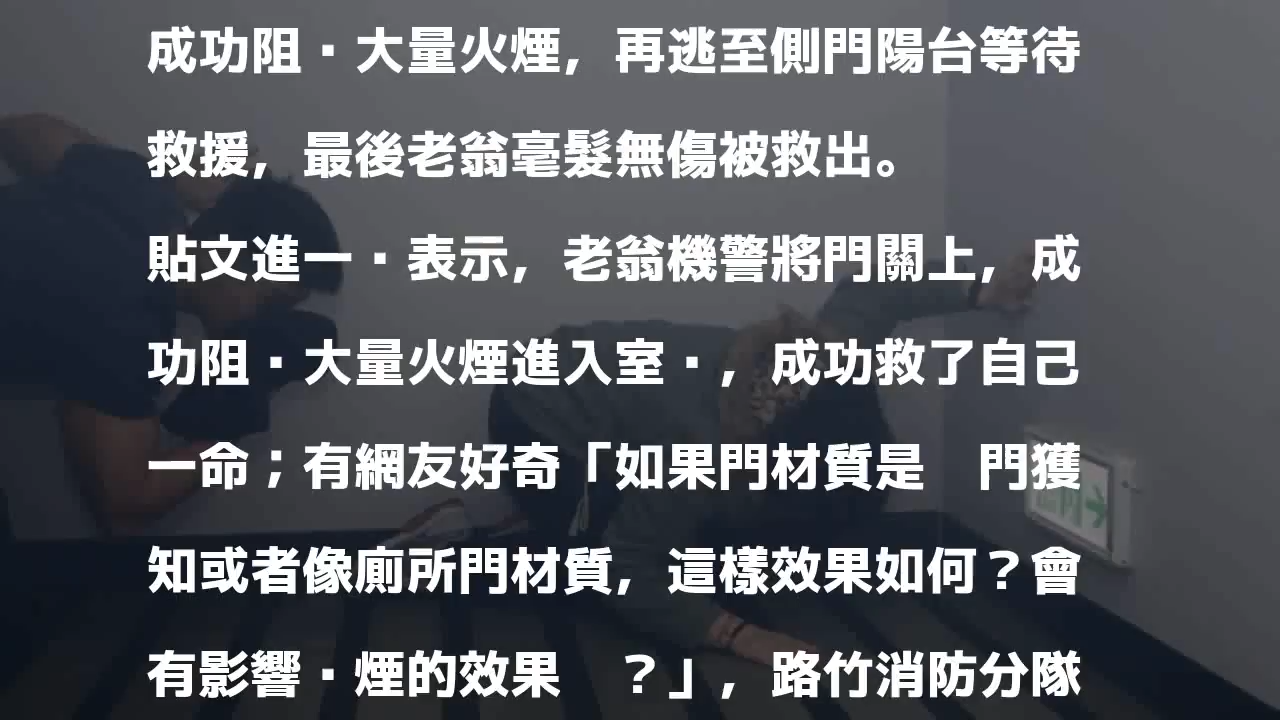 成功阻·大量火煙，再逃至側門陽台等待
救援，最後老翁毫髮無傷被救出。
貼文進一·表示，老翁機警將門關上，成
功阻·大量火煙進入室·，成功救了自己
一命；有網友好奇「如果門材質是　門獲
知或者像廁所門材質，這樣效果如何？會
有影響·煙的效果　？」，路竹消防分隊